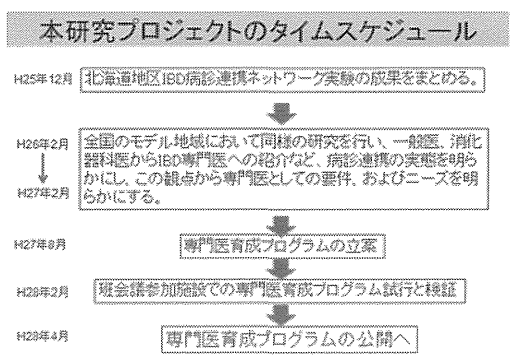 本研究プロジェクトのタイムスケジュール
H25年12月
北海道地区IBD病診連携ネットワーク実験の成果をまとめる。
H26年2月
H27年2月
全国のモデル地域において同様の研究を行い、一般医、消化
器科医からIBD専門医への紹介など、病診連携の実態を明ら
かにし、この観点から専門医としての要件、およびニーズを明
らかにする。
H27年8月
専門医育成プログラムの立案
H28年2月
班会議参加施設での専門医育成プログラム試行と検証
H28年4月
専門医育成プログラムの公開へ